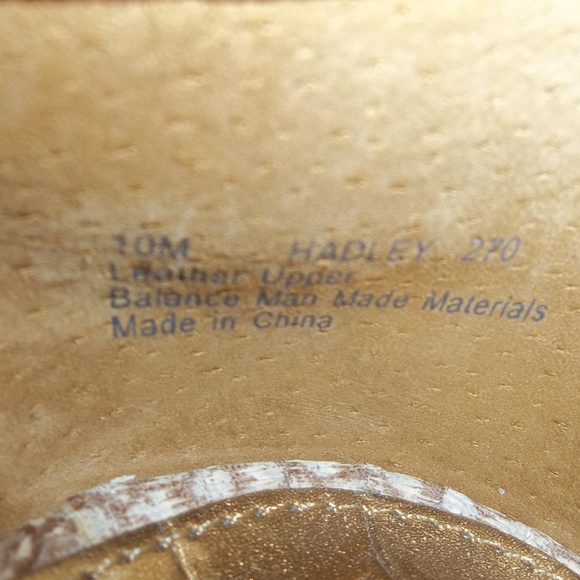 10M HADLEY 270
Leather Upper
Balance Man Made Materials
Made in China